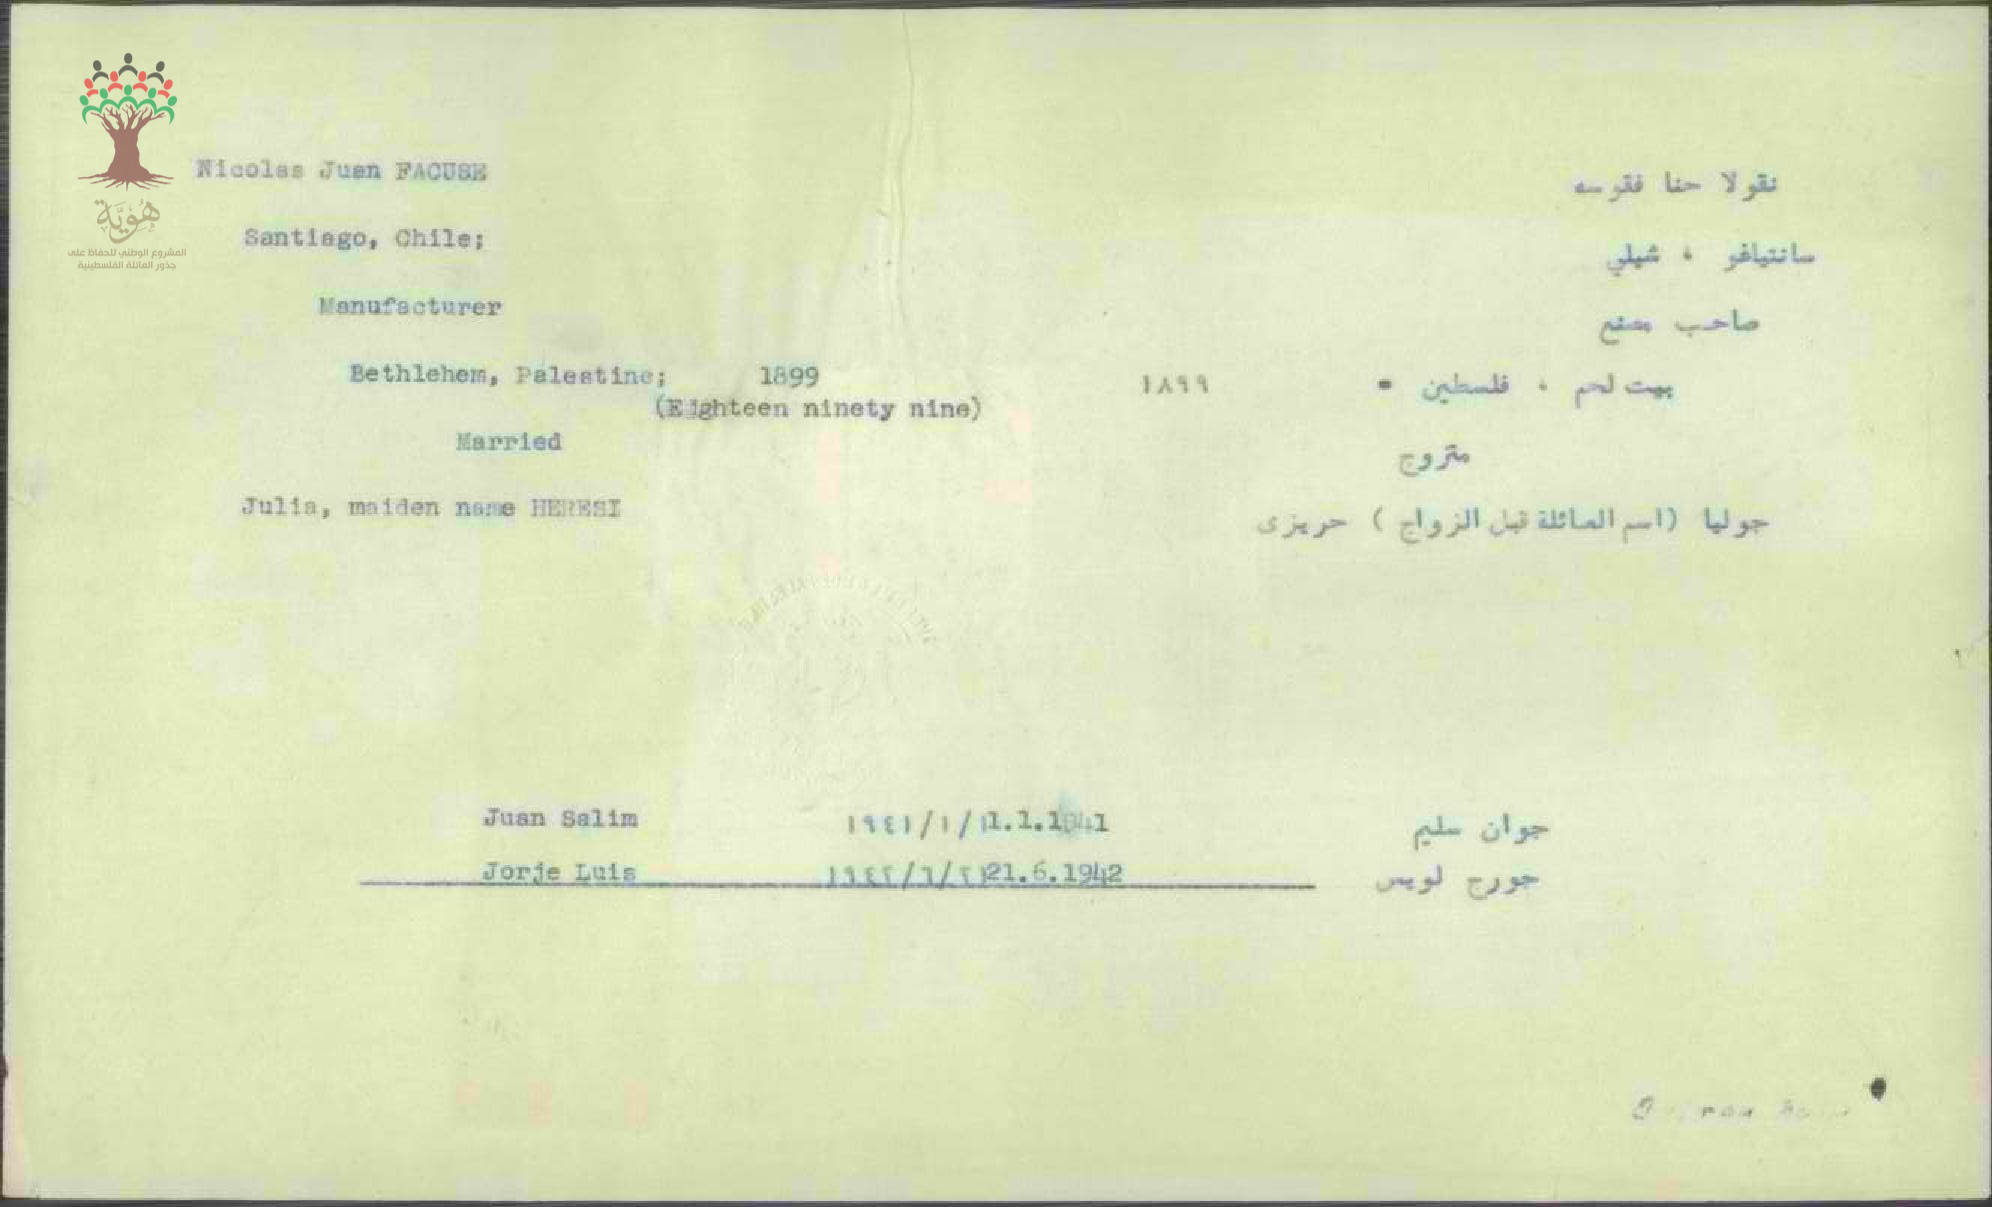 هُوِيَّة
المشروع الوطني للحفاظ على
جذور العائلة الفلسطينية
Nicolas Juan FACUSE
نقولا حنا فقوسه
Santiago, Chile;
سانتياغو ، شيلي
Manufacturer
صاحب مصنع
Bethlehem, Palestine; 1899
١٨٩٩ بيت لحم ، فلسطين •
(Eighteen ninety nine)
Married
متزوج
Julia, maiden name HERESI
جوليا (اسم العائلة قبل الزواج ) حريزى
Juan Salim ١٩٤١/١/١ 1.1.1941 جوان سليم
Jorje Luis ١٩٤٢/٦/٢١ 21.6.1942 جورج لويس